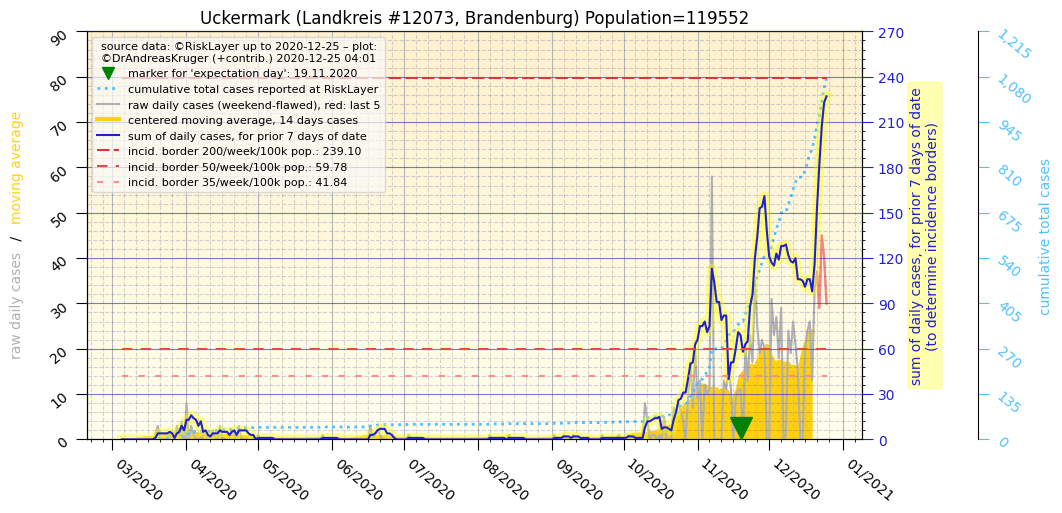 Uckermark (Landkreis #12073, Brandenburg) Population=119552
source data: ©RiskLayer up to 2020-12-25 – plot:
©DrAndreasKruger (+contrib.) 2020-12-25 04:01
marker for 'expectation day': 19.11.2020
cumulative total cases reported at RiskLayer
raw daily cases (weekend-flawed), red: last 5
centered moving average, 14 days cases
sum of daily cases, for prior 7 days of date
incid. border 200/week/100k pop.: 239.10
incid. border 50/week/100k pop.: 59.78
incid. border 35/week/100k pop.: 41.84
raw daily cases / moving average
90
80
70
60
50
40
30
20
10
0
270
240
210
180
150
120
90
60
30
0
sum of daily cases, for prior 7 days of date
(to determine incidence borders)
1,215
1,080
945
810
675
540
405
270
135
0
cumulative total cases
03/2020
04/2020
05/2020
06/2020
07/2020
08/2020
09/2020
10/2020
11/2020
12/2020
01/2021